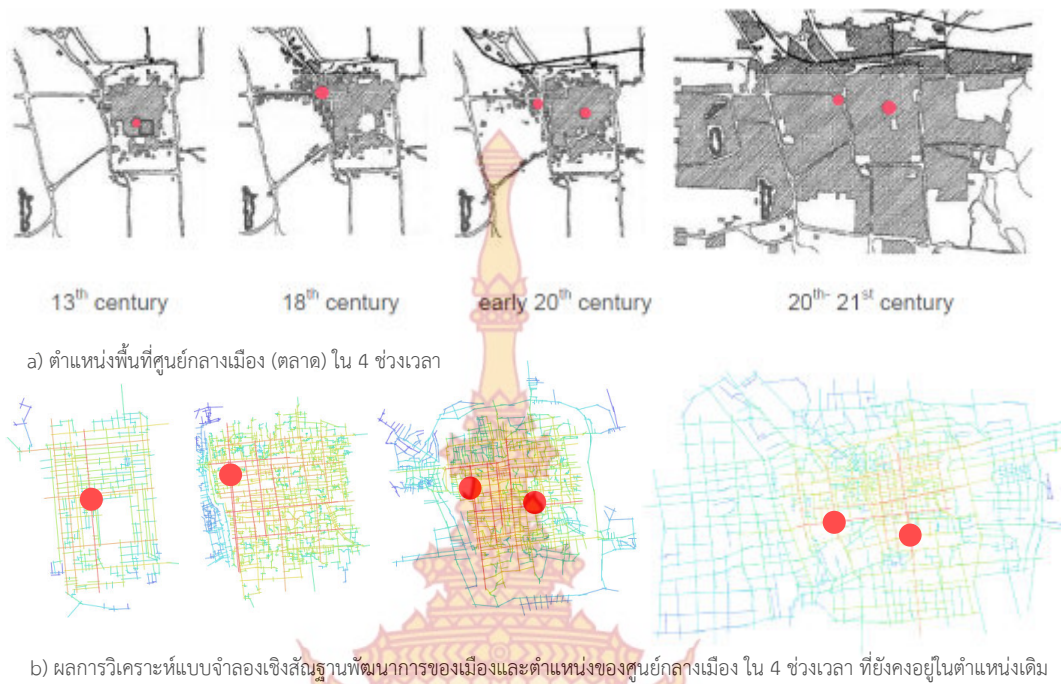 13th century 18th century early 20th century 20th- 21st century
a) ตำแหน่งพื้นที่ศูนย์กลางเมือง (ตลาด) ใน 4 ช่วงเวลา
b) ผลการวิเคราะห์แบบจำลองเชิงสัณฐานพัฒนาการของเมืองและตำแหน่งของศูนย์กลางเมือง ใน 4 ช่วงเวลา ที่ยังคงอยู่ในตำแหน่งเดิม